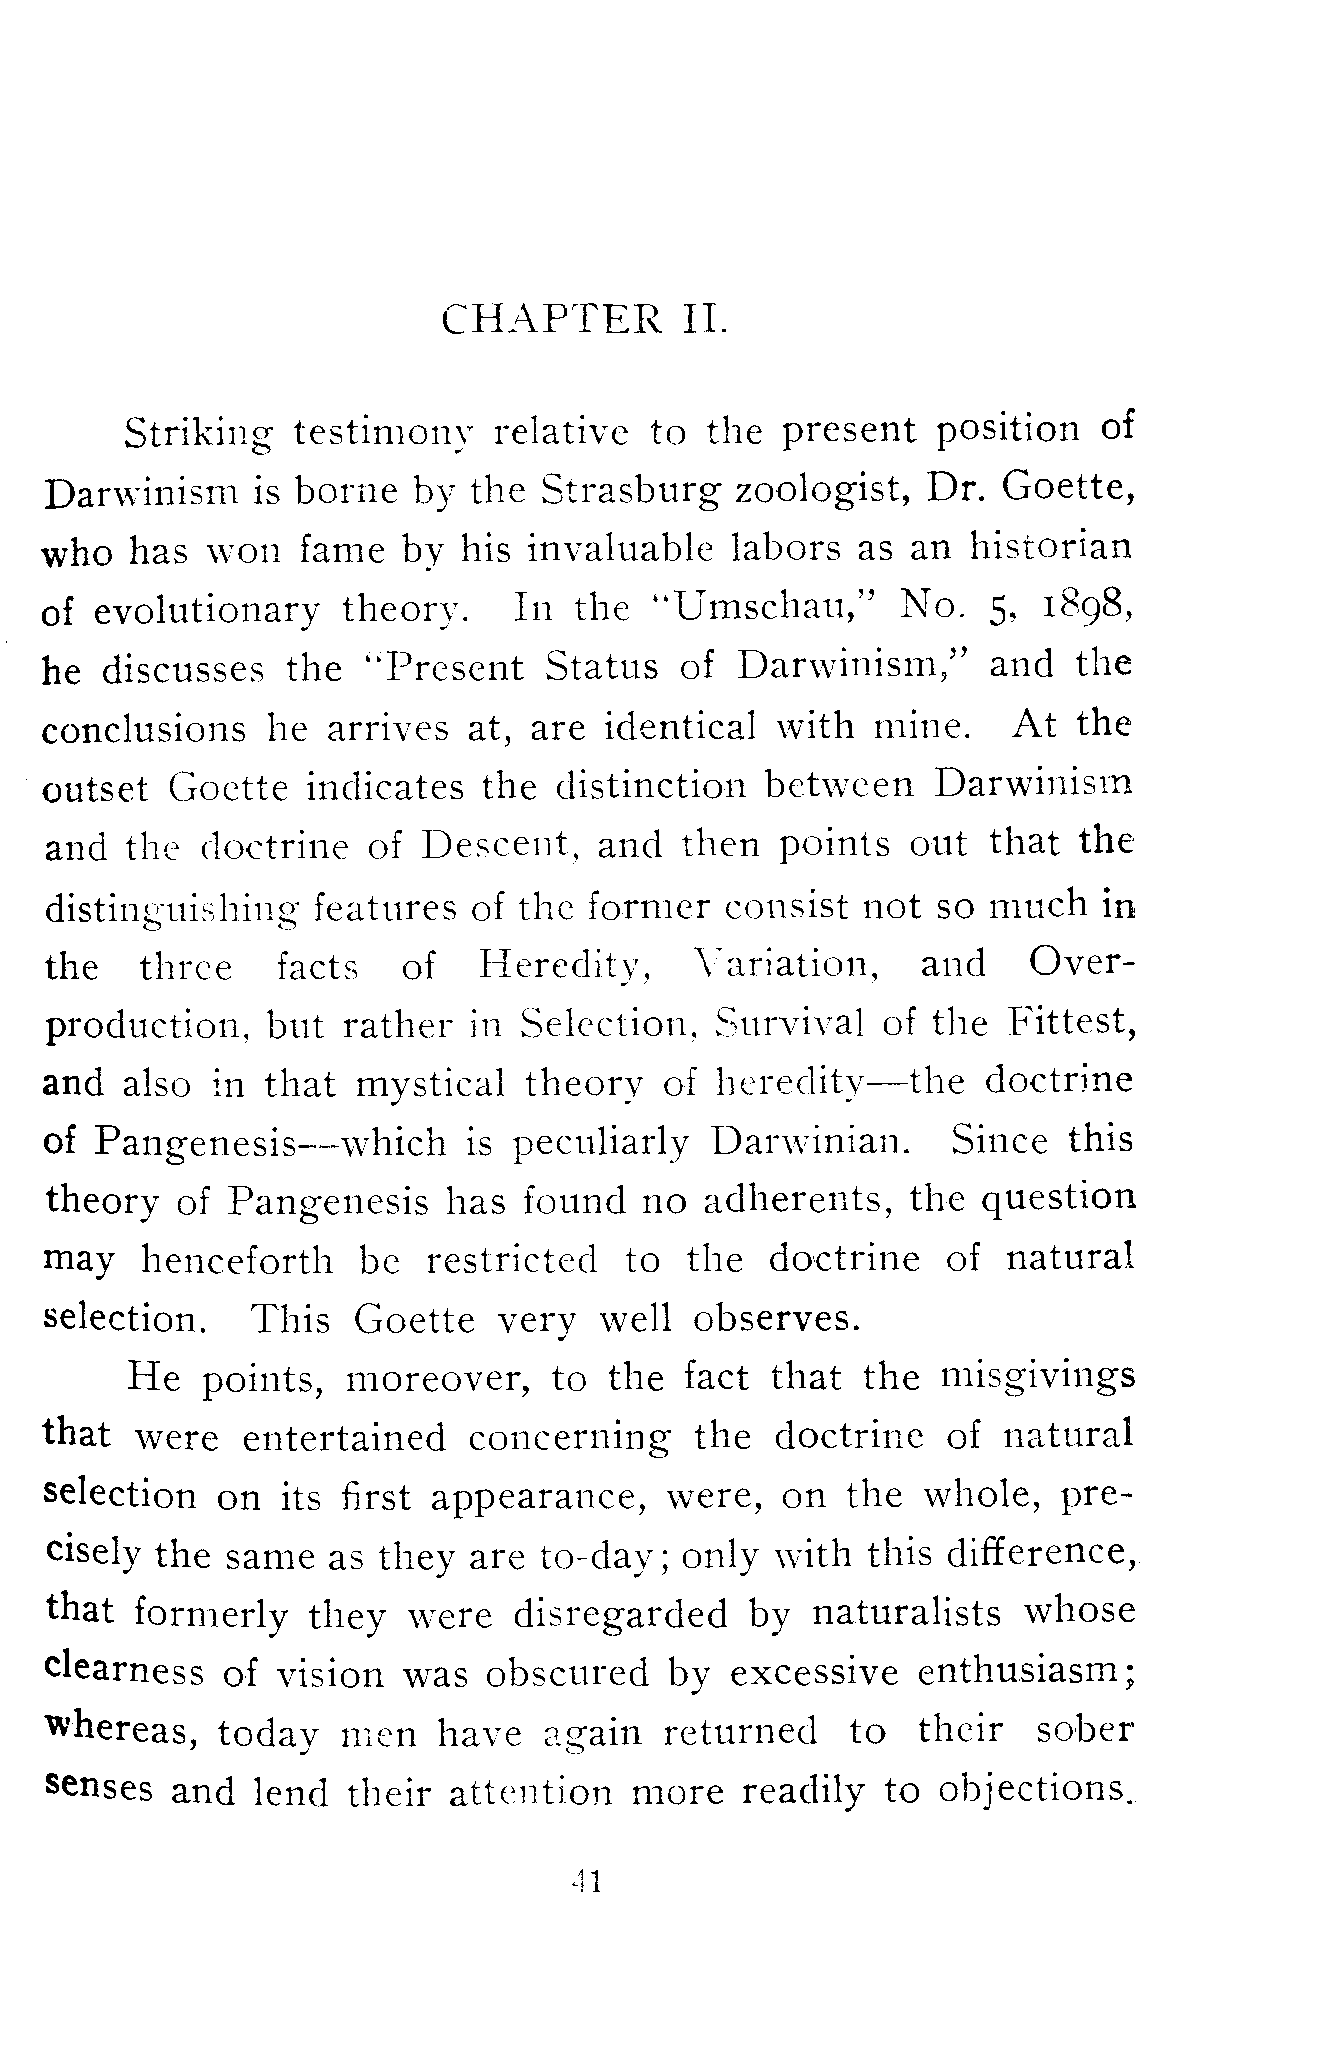 CHAPTER II.
Striking testimony relative to the present position of
Darwinism is borne by the Strasburg zoologist, Dr. Goette,
who has won fame by his invaluable labors as an historian
of evolutionary theory. In the “Umschau,” No. 5, 1898,
he discusses the “Present Status of Darwinism,” and the
conclusions he arrives at, are identical with mine. At the
outset Goette indicates the distinction between Darwinism
and the doctrine of Descent, and then points out that the
distinguishing features of the former consist not so much in
the three facts of Heredity, Variation, and Over-
production, but rather in Selection, Survival of the Fittest,
and also in that mystical theory of heredity—the doctrine
of Pangenesis—which is peculiarly Darwinian. Since this
theory of Pangenesis has found no adherents, the question
may henceforth be restricted to the doctrine of natural
selection. This Goette very well observes.
He points, moreover, to the fact that the misgivings
that were entertained concerning the doctrine of natural
selection on its first appearance, were, on the whole, pre-
cisely the same as they are to-day; only with this difference,
that formerly they were disregarded by naturalists whose
clearness of vision was obscured by excessive enthusiasm;
whereas, today men have again returned to their sober
senses and lend their attention more readily to objections.
41